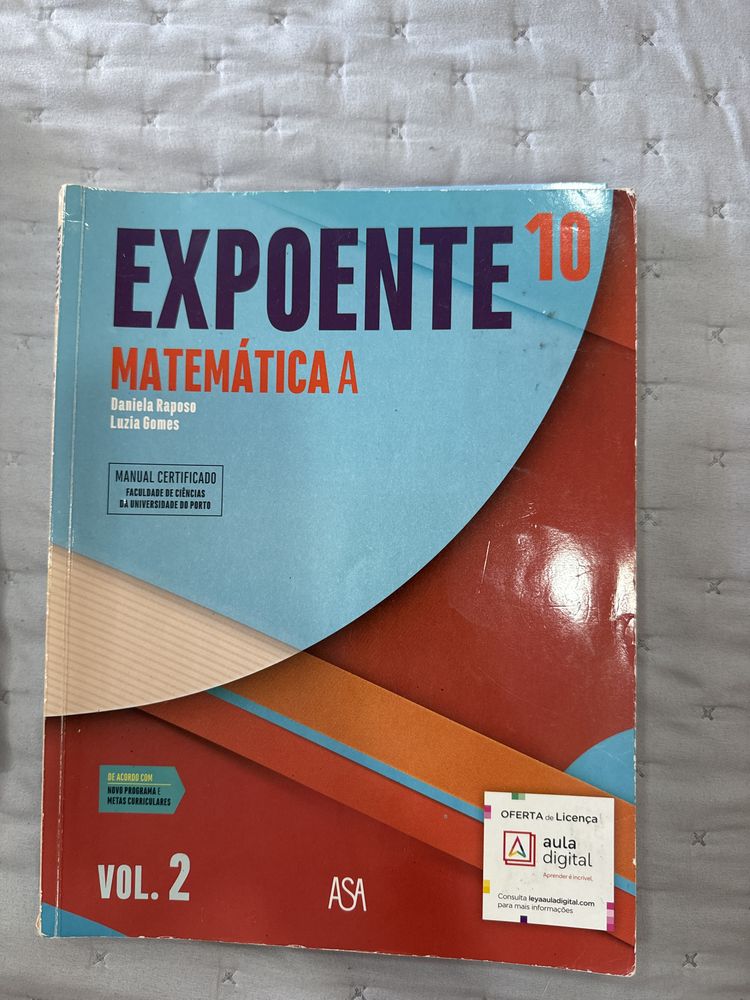 EXPOENTE 10
MATEMÁTICA A
Daniela Raposo
Luzia Gomes
MANUAL CERTIFICADO
FACULDADE DE CIÊNCIAS
DA UNIVERSIDADE DO PORTO
DE ACORDO COM
NOVO PROGRAMA E
METAS CURRICULARES
VOL. 2
ASA
OFERTA de Licença
aula
digital
Aprender é incrível.
Consulta leyaauladigital.com
para mais informações